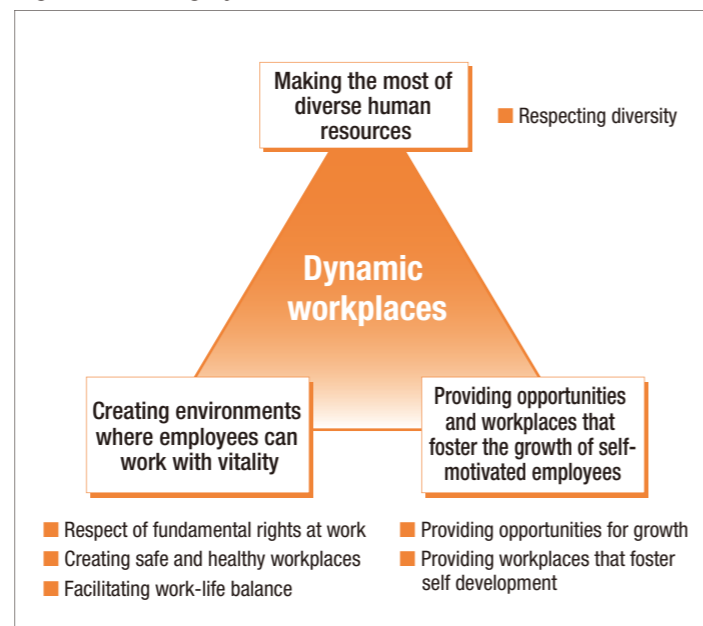 Making the most of
diverse human
resources
■ Respecting diversity
Dynamic
workplaces
Creating environments
where employees can
work with vitality
Providing opportunities
and workplaces that
foster the growth of self-
motivated employees
■ Respect of fundamental rights at work
■ Creating safe and healthy workplaces
■ Facilitating work-life balance
■ Providing opportunities for growth
■ Providing workplaces that foster
self development